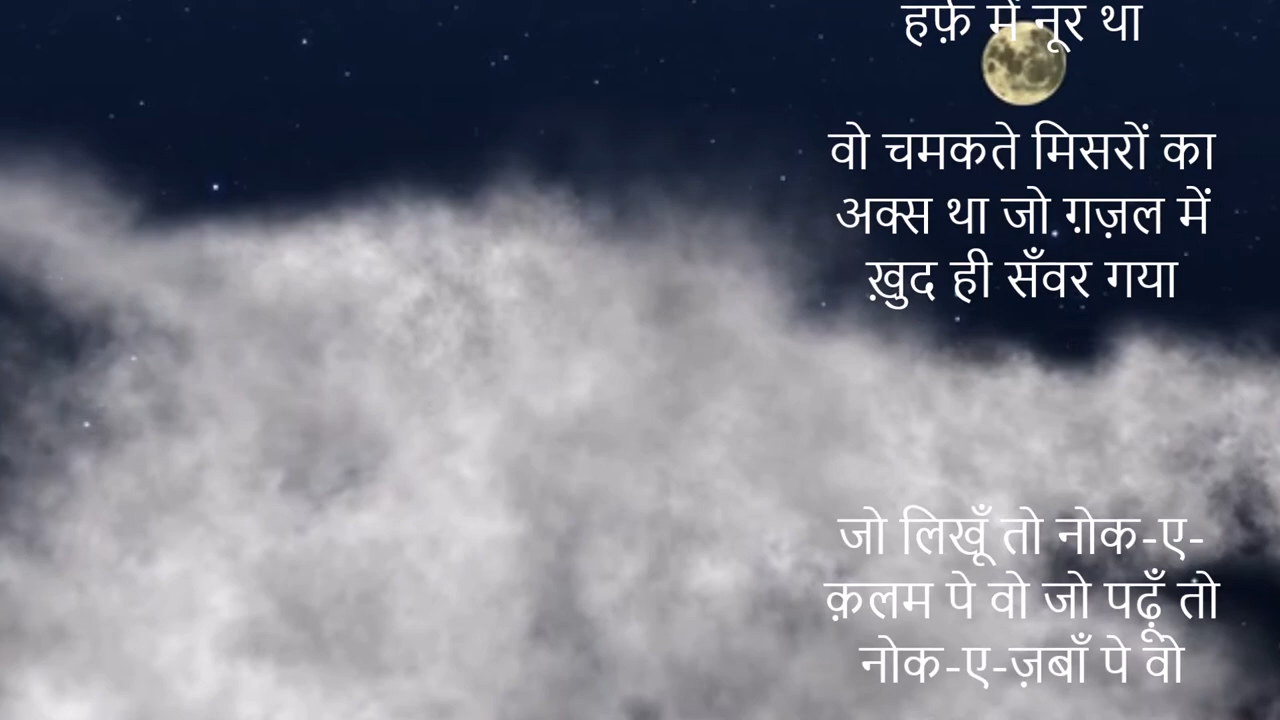 हर्फ़ में नूर था
वो चमकते मिसरों का
अक्स था जो ग़ज़ल में
ख़ुद ही सँवर गया
जो लिखूँ तो नोक-ए-
क़लम पे वो जो पढ़ूँ तो
नोक-ए-ज़बाँ पे वो